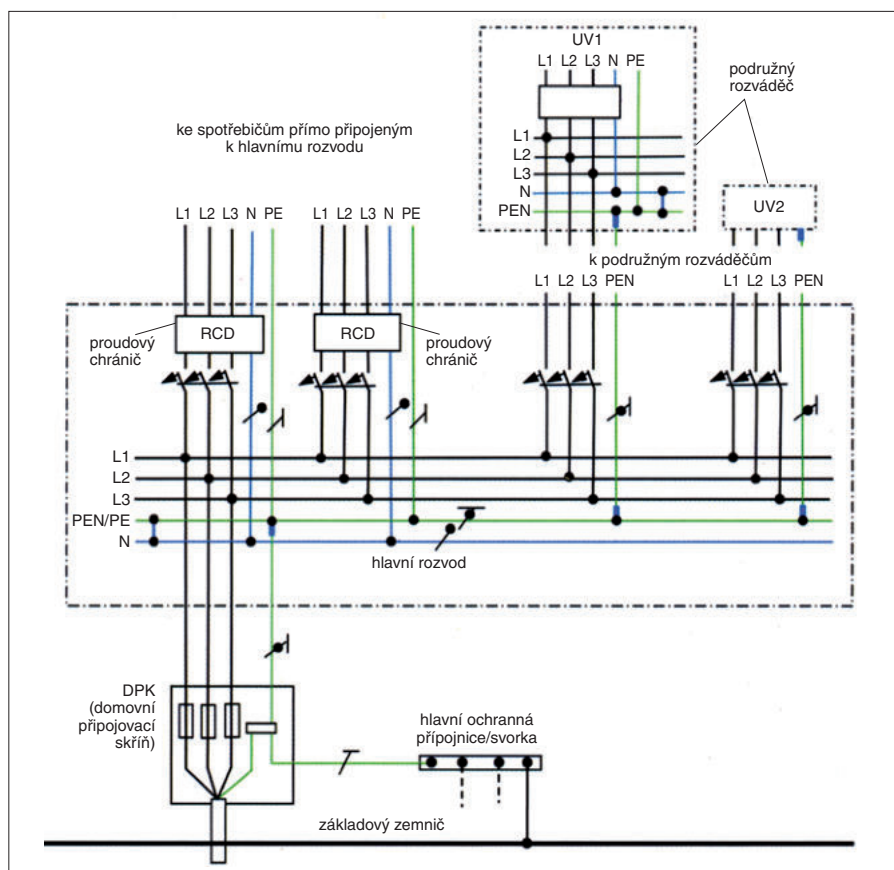 UV1
L1 L2 L3 N PE
podružný
rozváděč
ke spotřebičům přímo připojeným
k hlavnímu rozvodu
L1
L2
L3
N
PEN
UV2
L1 L2 L3 N PE
L1 L2 L3 N PE
k podružným rozváděčům
L1 L2 L3 PEN
L1 L2 L3 PEN
proudový
chránič
RCD
RCD
proudový
chránič
L1
L2
L3
PEN/PE
N
hlavní rozvod
DPK
(domovní
připojovací
skříň)
hlavní ochranná
přípojnice/svorka
základový zemnič